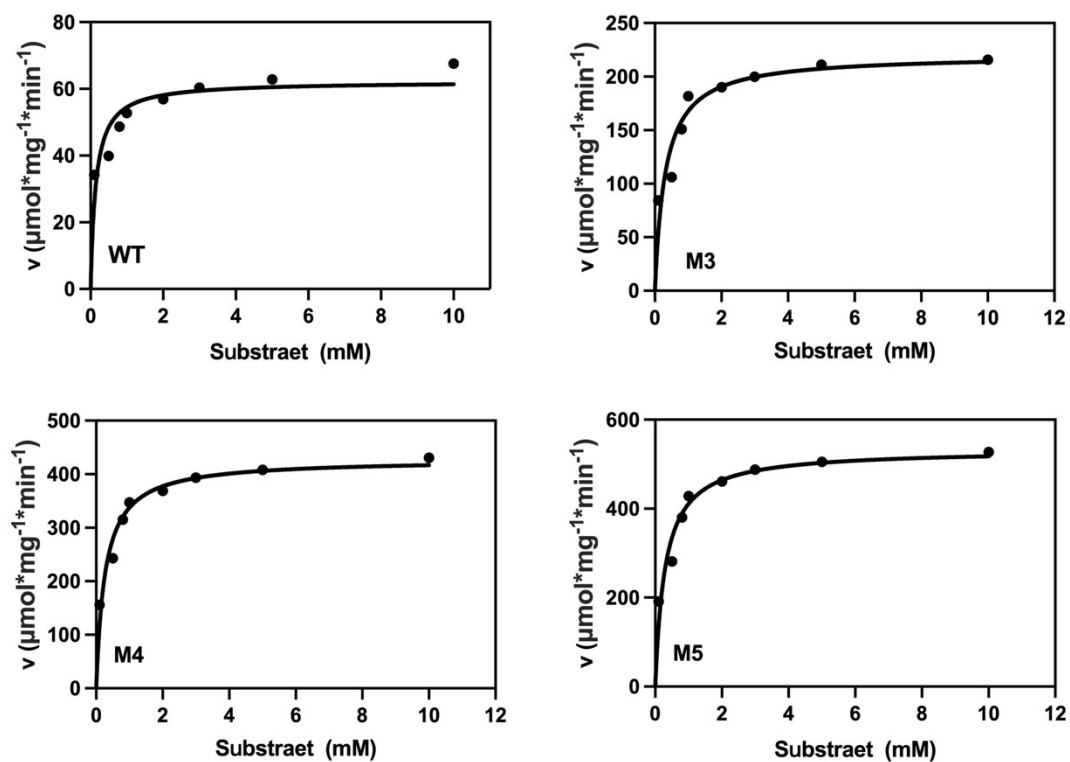 v (µmol*mg⁻¹*min⁻¹)
80
60
40
20
0
WT
0 2 4 6 8 10
Substraet (mM)
v (µmol*mg⁻¹*min⁻¹)
250
200
150
100
50
0
M3
0 2 4 6 8 10 12
Substraet (mM)
v (µmol*mg⁻¹*min⁻¹)
500
400
300
200
100
0
M4
0 2 4 6 8 10 12
Substraet (mM)
v (µmol*mg⁻¹*min⁻¹)
600
400
200
0
M5
0 2 4 6 8 10 12
Substraet (mM)